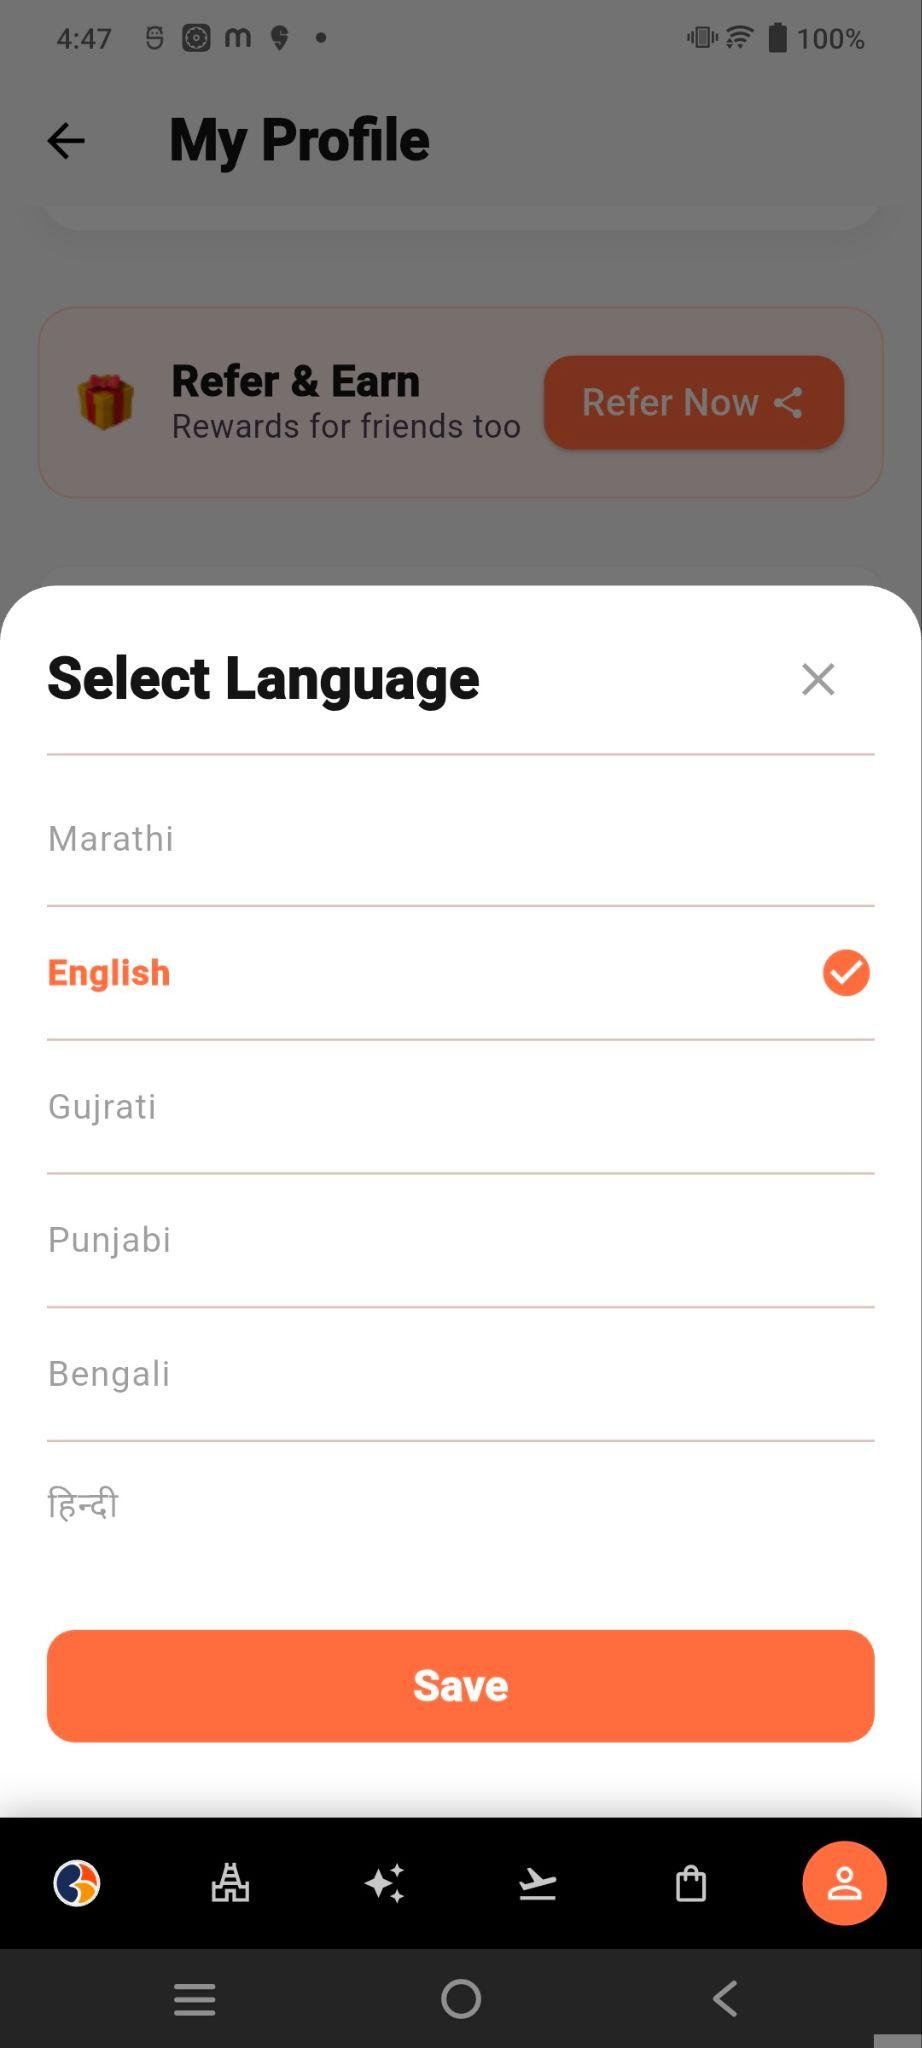 4:47
100%
My Profile
Refer & Earn
Rewards for friends too
Refer Now
Select Language
Marathi
English
Gujrati
Punjabi
Bengali
हिन्दी
Save